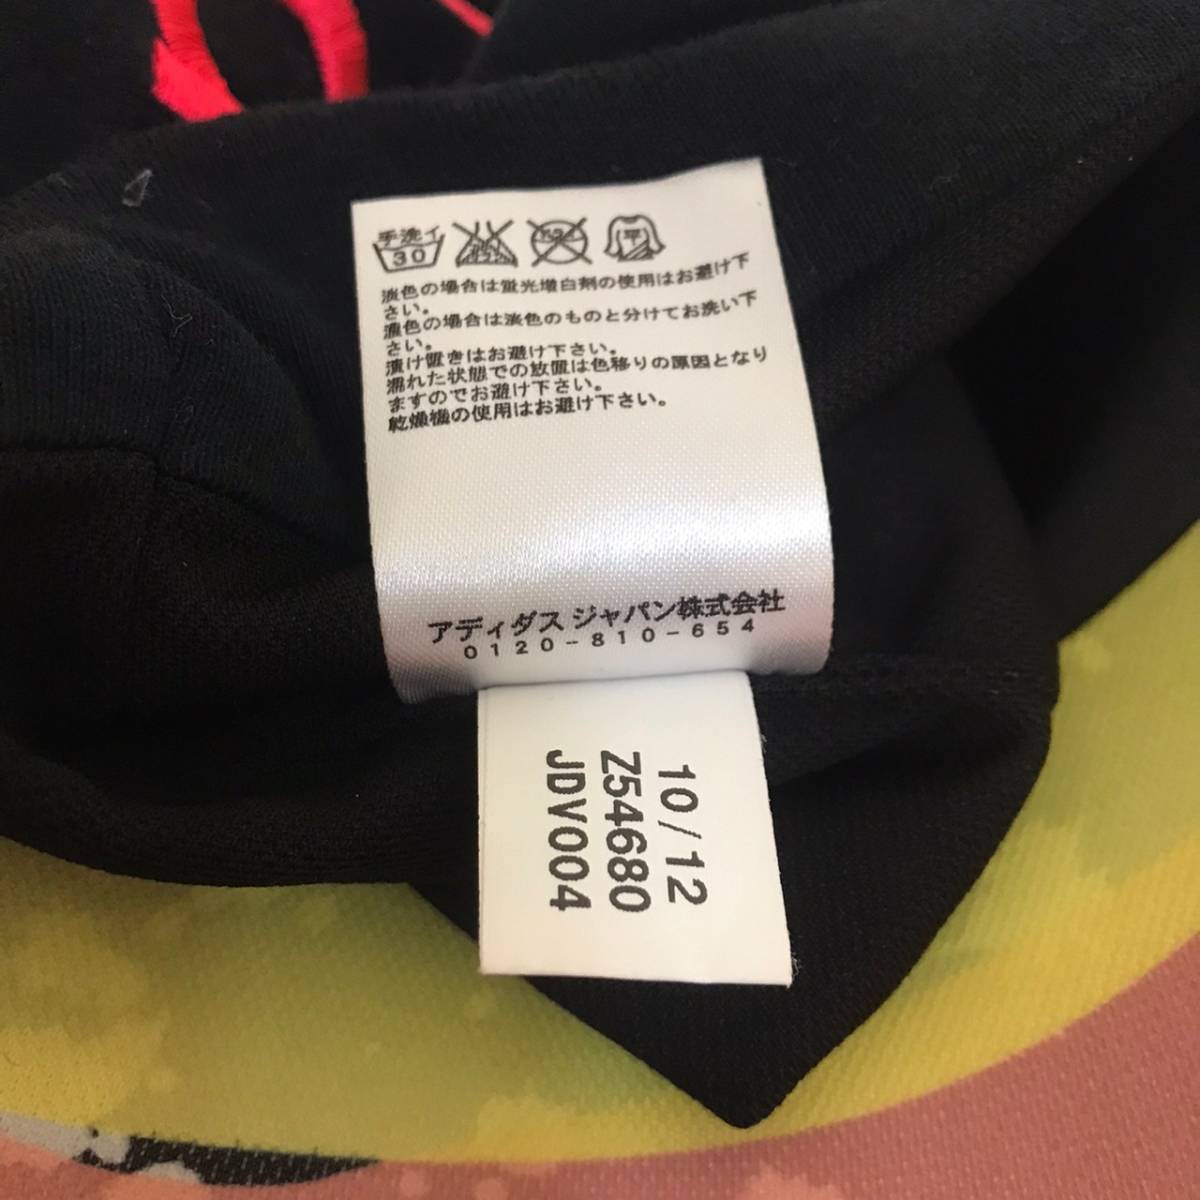 手洗イ
30
平
淡色の場合は蛍光増白剤の使用はお避け下
さい。
濃色の場合は淡色のものと分けてお洗い下
さい。
漬け置きはお避け下さい。
濡れた状態での放置は色移りの原因となり
ますのでお避け下さい。
乾燥機の使用はお避け下さい。
アディダス ジャパン株式会社
0120-810-654
10/12
Z54680
JDV004